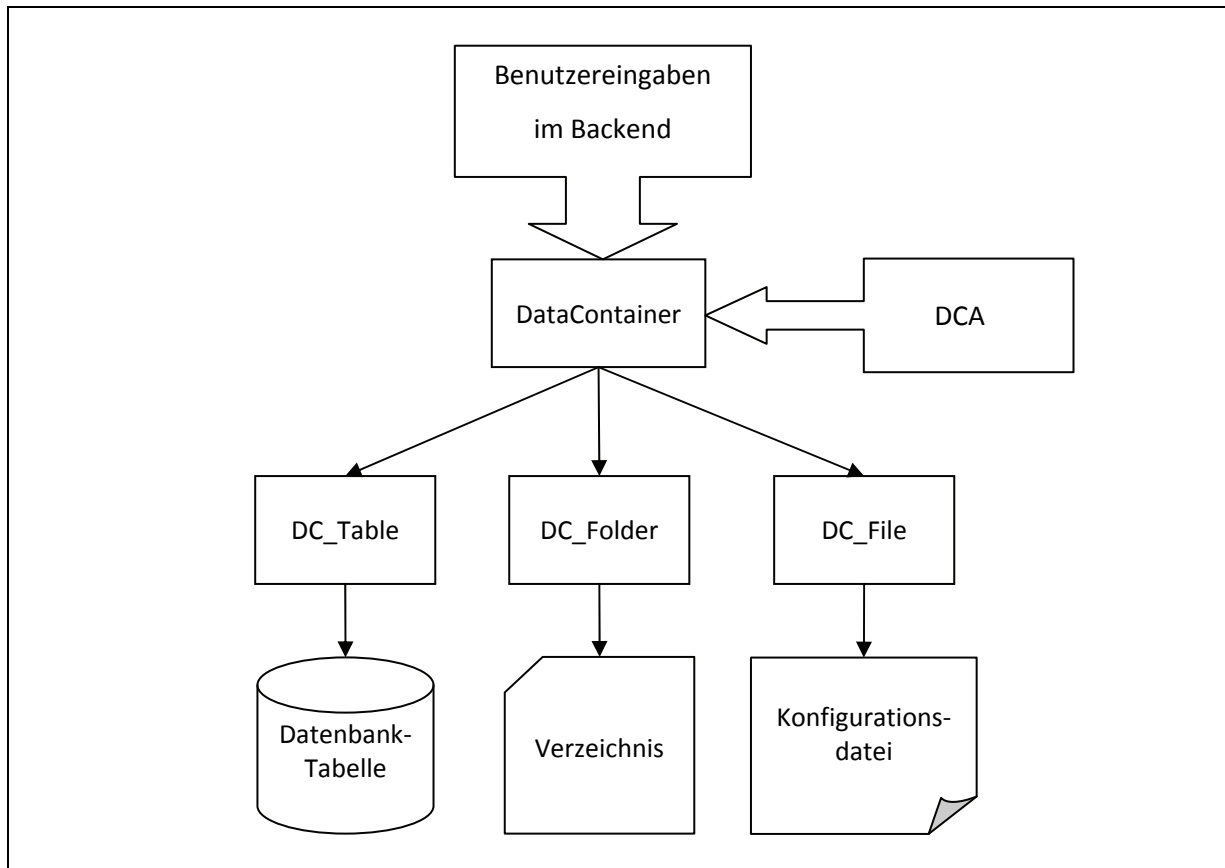 Benutzereingaben
im Backend
DataContainer
DCA
DC_Table
DC_Folder
DC_File
Datenbank-
Tabelle
Verzeichnis
Konfigurations-
datei